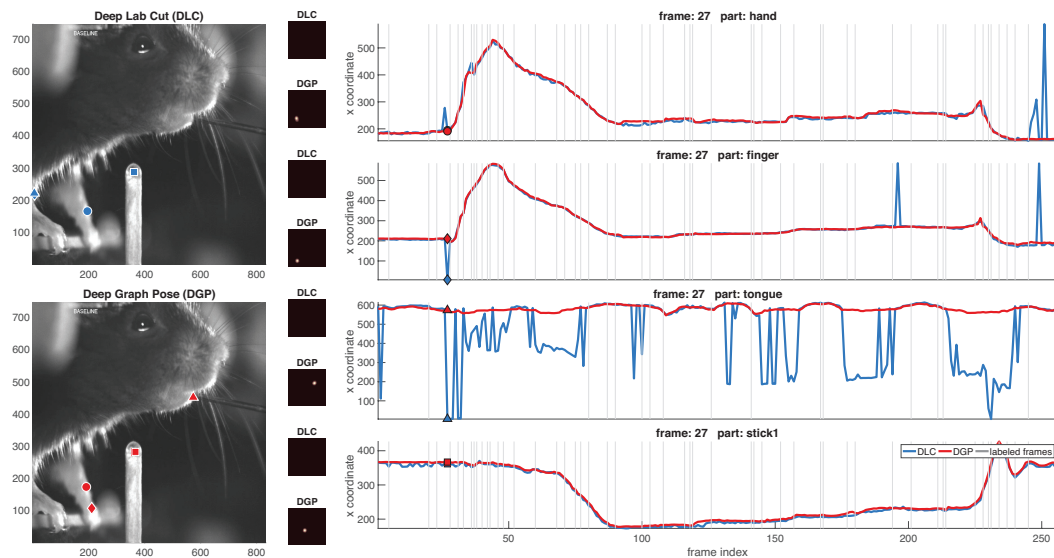 Deep Lab Cut (DLC)
BASELINE
700
600
500
400
300
200
100
200
400
600
800
Deep Graph Pose (DGP)
BASELINE
700
600
500
400
300
200
100
200
400
600
800
DLC
DGP
DLC
DGP
DLC
DGP
DLC
DGP
frame: 27 part: hand
x coordinate
500
400
300
200
frame: 27 part: finger
x coordinate
500
400
300
200
100
frame: 27 part: tongue
x coordinate
600
500
400
300
200
100
frame: 27 part: stick1
x coordinate
400
300
200
DLC DGP labeled frames
50
100
150
200
250
frame index